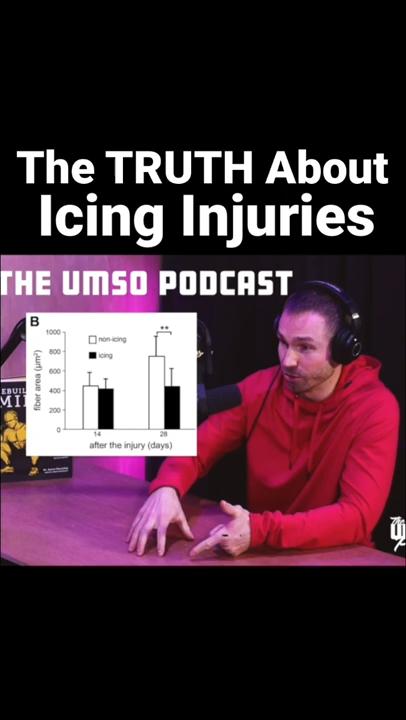 The TRUTH About
Icing Injuries
THE UMSO PODCAST
B
1000
800
600
400
200
0
fiber area (μm²)
non-icing
icing
**
14
28
after the injury (days)